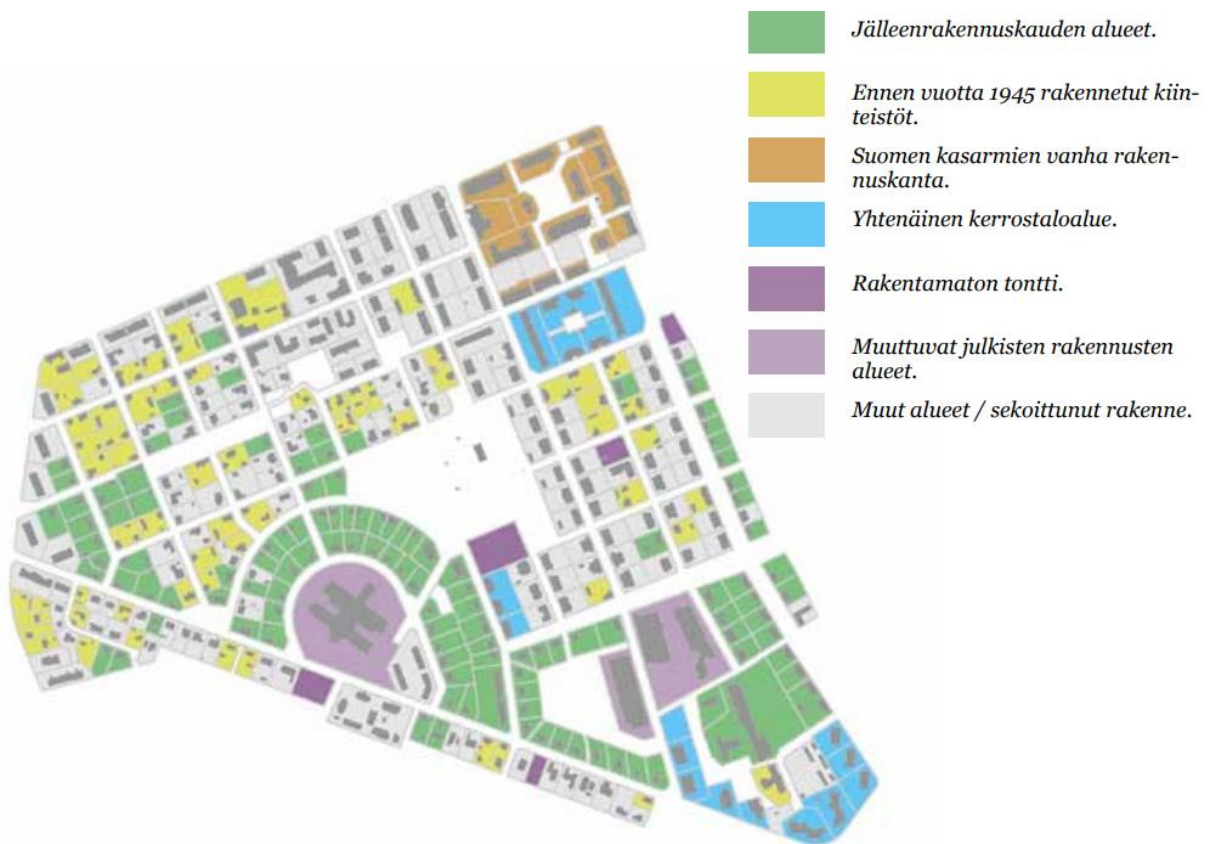 Jälleenrakennuskauden alueet.
Ennen vuotta 1945 rakennetut kiin-
teistöt.
Suomen kasarmien vanha raken-
nuskanta.
Yhtenäinen kerrostaloalue.
Rakentamaton tontti.
Muuttuvat julkisten rakennusten
alueet.
Muut alueet / sekoittunut rakenne.